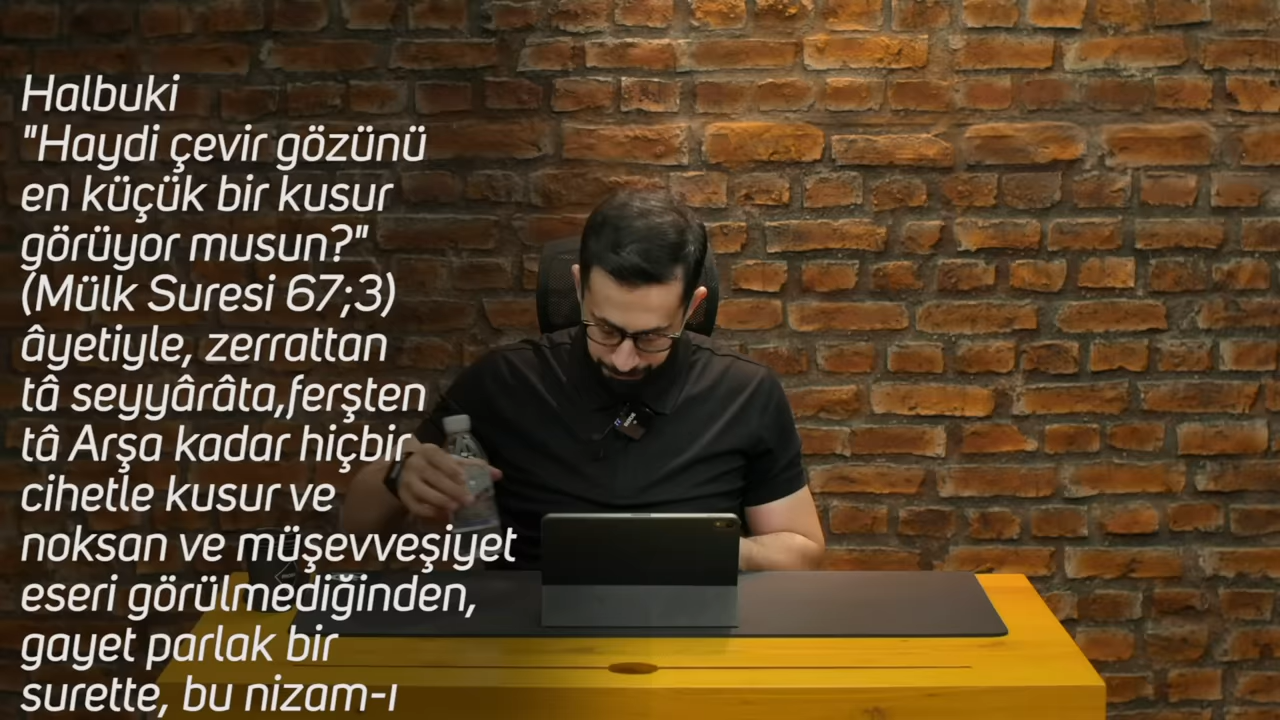 Halbuki
"Haydi çevir gözünü
en küçük bir kusur
görüyor musun?"
(Mülk Suresi 67;3)
âyetiyle, zerrattan
tâ seyyârâta,ferşten
tâ Arşa kadar hiçbir
cihetle kusur ve
noksan ve müşevveşiyet
eseri görülmediğinden,
gayet parlak bir
surette, bu nizam-ı